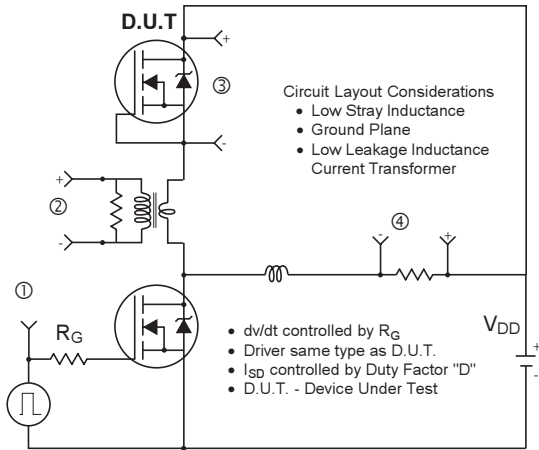 D.U.T
+
③
-
Circuit Layout Considerations
• Low Stray Inductance
• Ground Plane
• Low Leakage Inductance
Current Transformer
+
②
-
④
-
+
①
RG
VDD
+
-
• dv/dt controlled by RG
• Driver same type as D.U.T.
• ISD controlled by Duty Factor "D"
• D.U.T. - Device Under Test